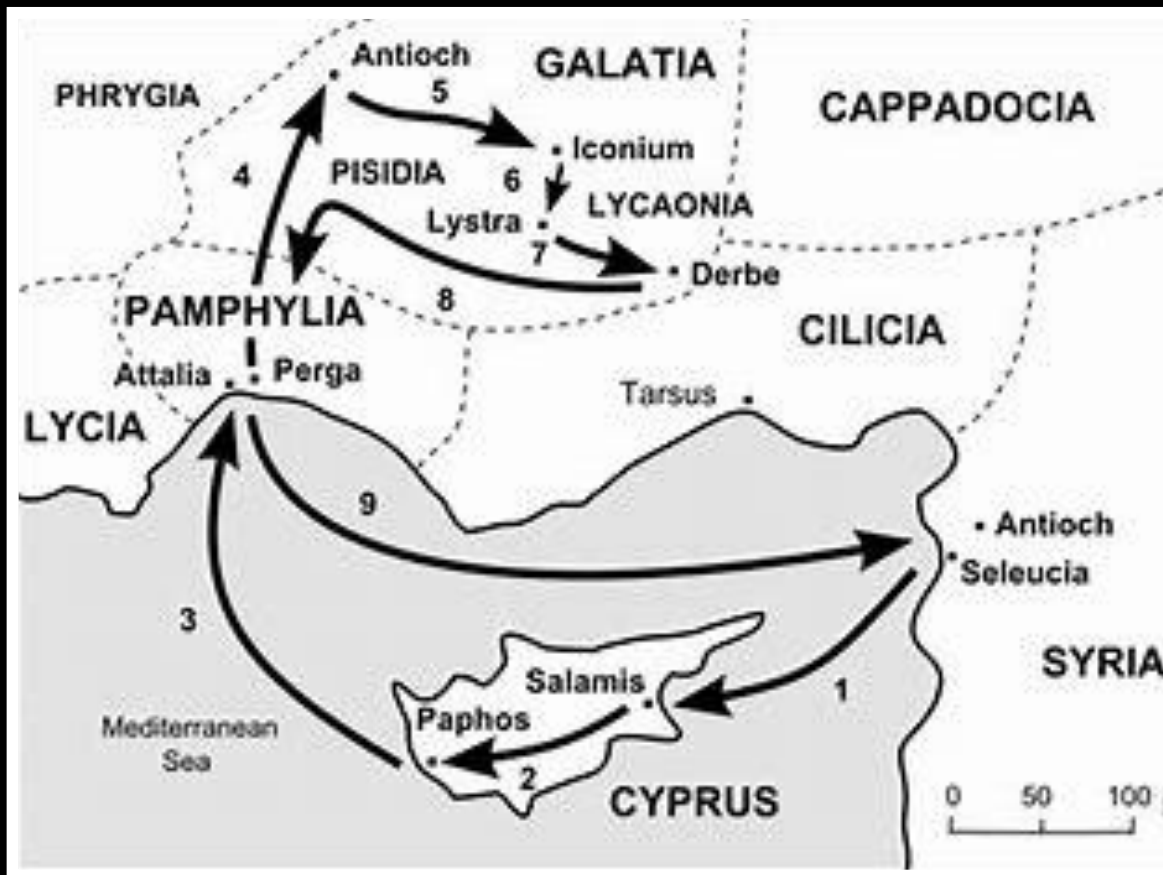 Antioch
GALATIA
PHRYGIA
5
CAPPADOCIA
4
PISIDIA
6
Iconium
Lystra
LYCAONIA
7
Derbe
8
PAMPHYLIA
CILICIA
Attalia
Perga
Tarsus
LYCIA
9
Antioch
Seleucia
3
Salamis
1
SYRIA
Paphos
Mediterranean
Sea
2
CYPRUS
0 50 100